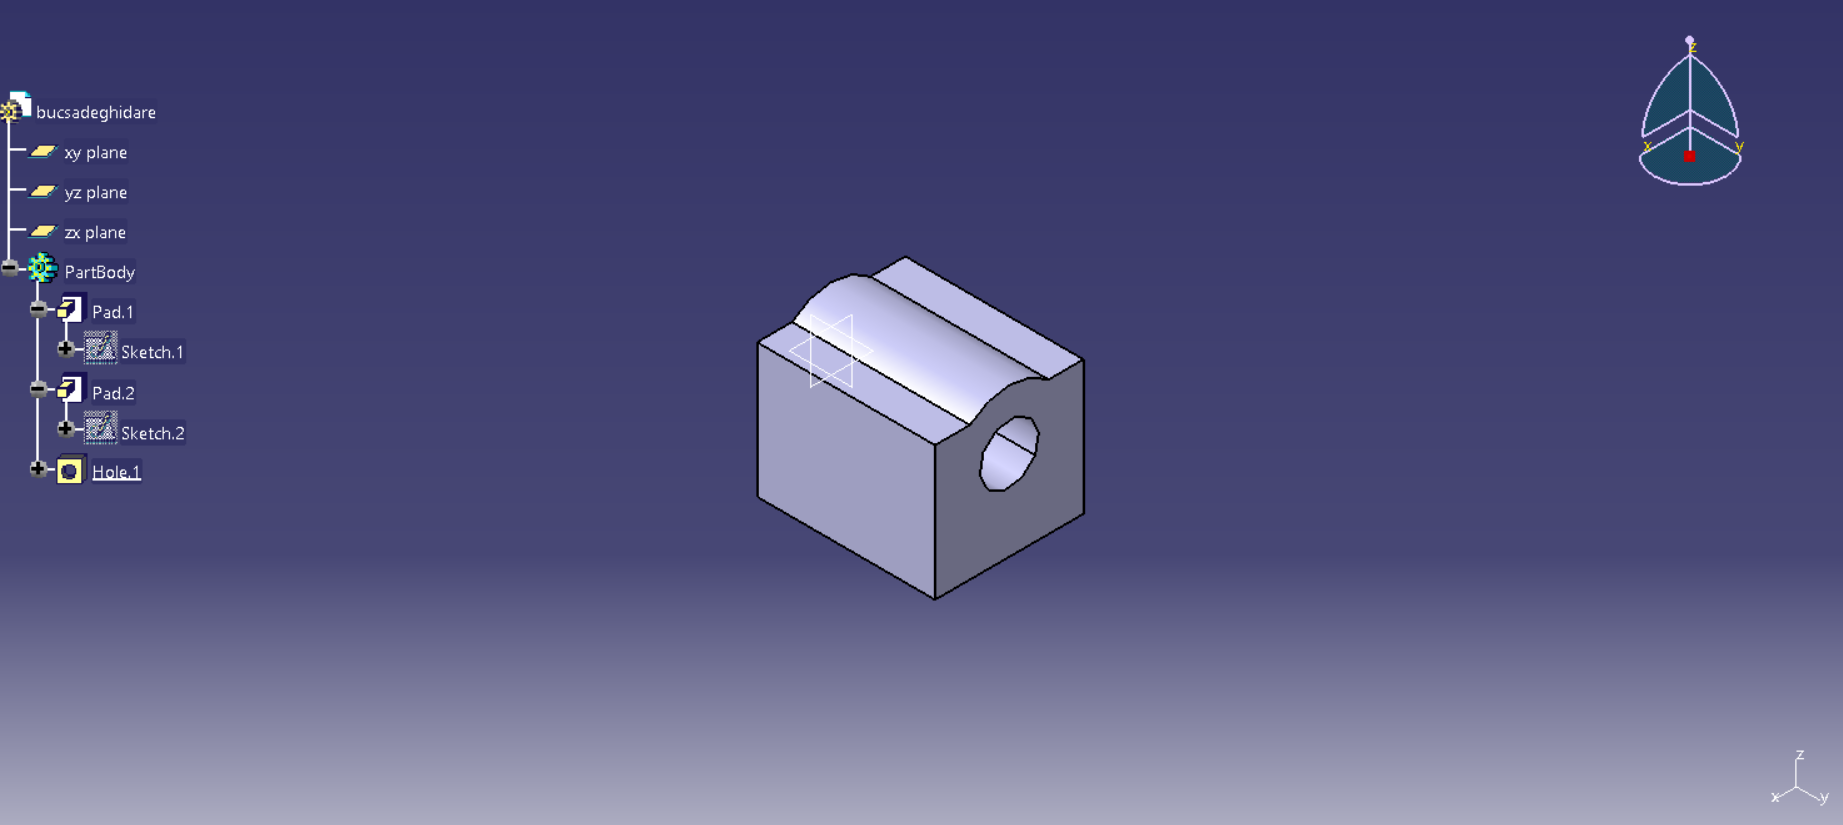 bucsadeghidare
xy plane
yz plane
zx plane
PartBody
Pad.1
Sketch.1
Pad.2
Sketch.2
Hole.1
z
x
y
z
x
y